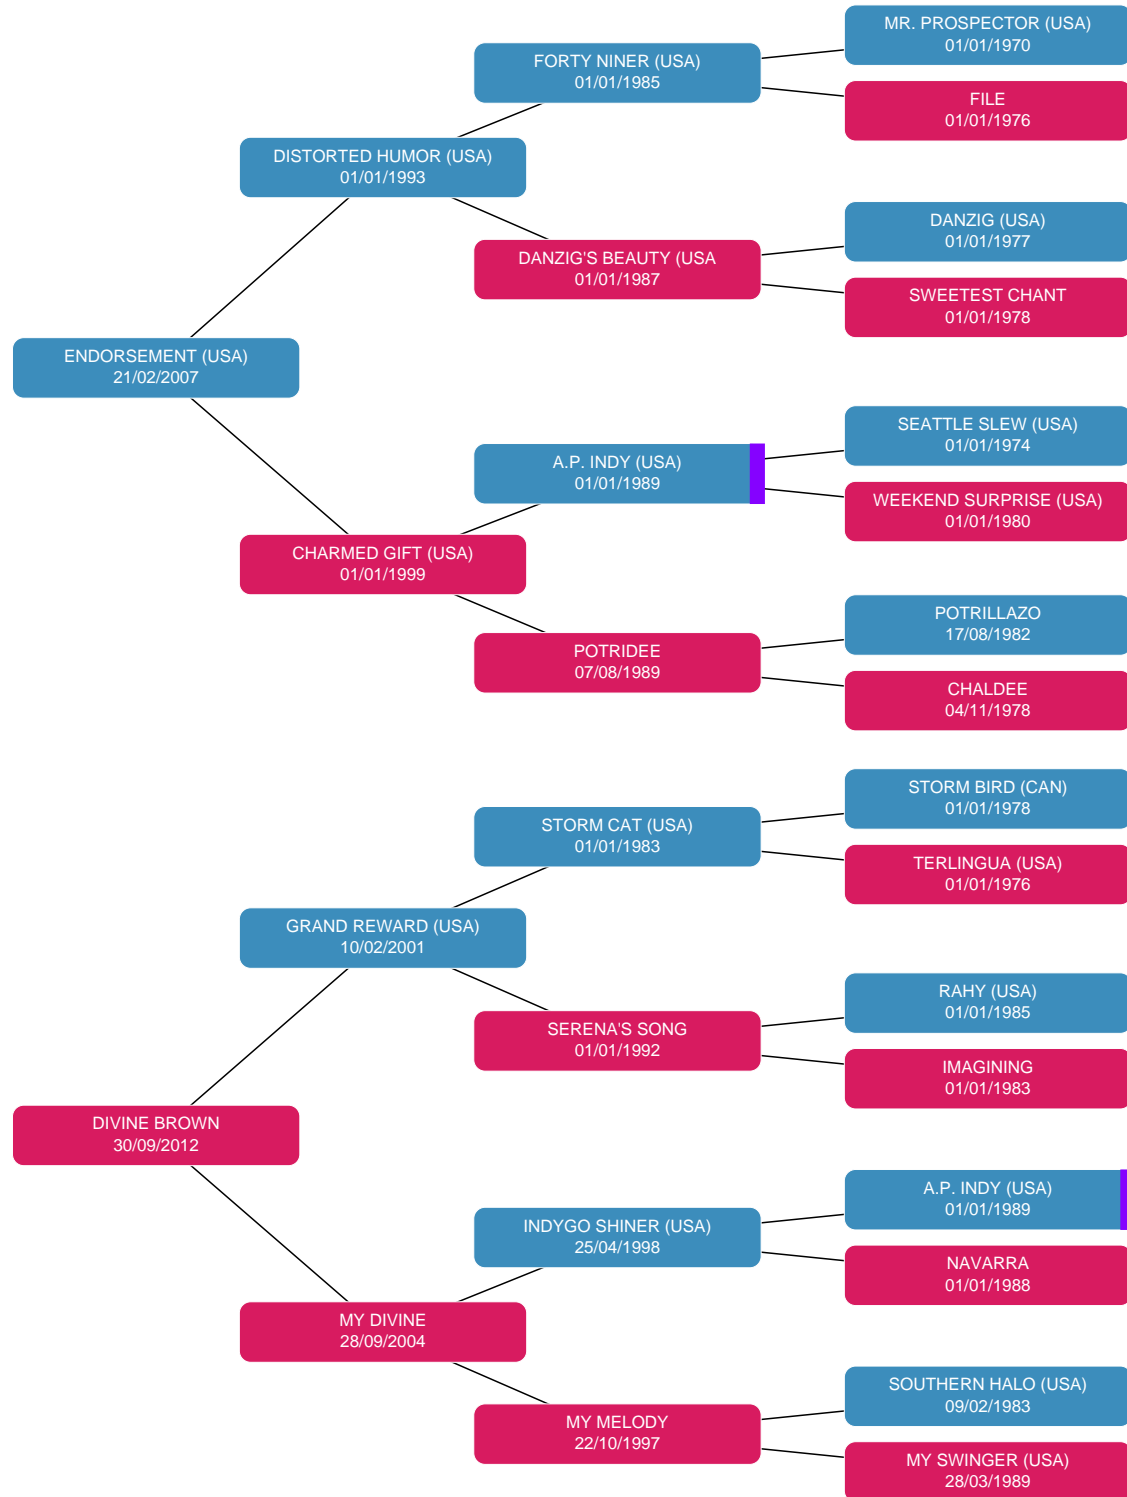 MR. PROSPECTOR (USA)
01/01/1970
FORTY NINER (USA)
01/01/1985
FILE
01/01/1976
DISTORTED HUMOR (USA)
01/01/1993
DANZIG (USA)
01/01/1977
DANZIG'S BEAUTY (USA
01/01/1987
SWEETEST CHANT
01/01/1978
ENDORSEMENT (USA)
21/02/2007
SEATTLE SLEW (USA)
01/01/1974
A.P. INDY (USA)
01/01/1989
WEEKEND SURPRISE (USA)
01/01/1980
CHARMED GIFT (USA)
01/01/1999
POTRILLAZO
17/08/1982
POTRIDEE
07/08/1989
CHALDEE
04/11/1978
STORM BIRD (CAN)
01/01/1978
STORM CAT (USA)
01/01/1983
TERLINGUA (USA)
01/01/1976
GRAND REWARD (USA)
10/02/2001
RAHY (USA)
01/01/1985
SERENA'S SONG
01/01/1992
IMAGINING
01/01/1983
DIVINE BROWN
30/09/2012
A.P. INDY (USA)
01/01/1989
INDYGO SHINER (USA)
25/04/1998
NAVARRA
01/01/1988
MY DIVINE
28/09/2004
SOUTHERN HALO (USA)
09/02/1983
MY MELODY
22/10/1997
MY SWINGER (USA)
28/03/1989